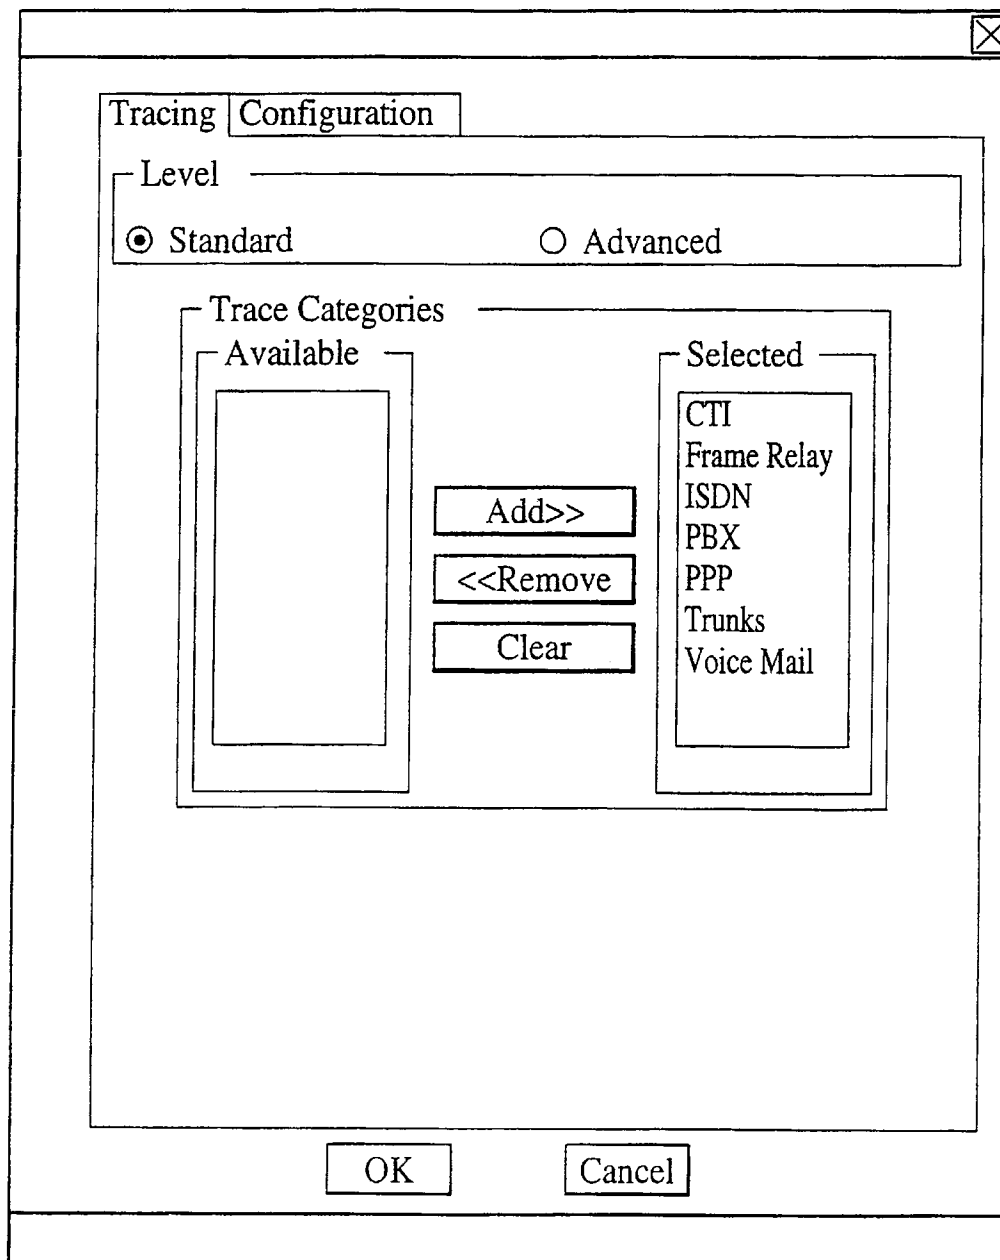 Tracing Configuration
Level
Standard Advanced
Trace Categories
Available
Selected
CTI
Frame Relay
ISDN
PBX
PPP
Trunks
Voice Mail
Add>>
<<Remove
Clear
OK Cancel